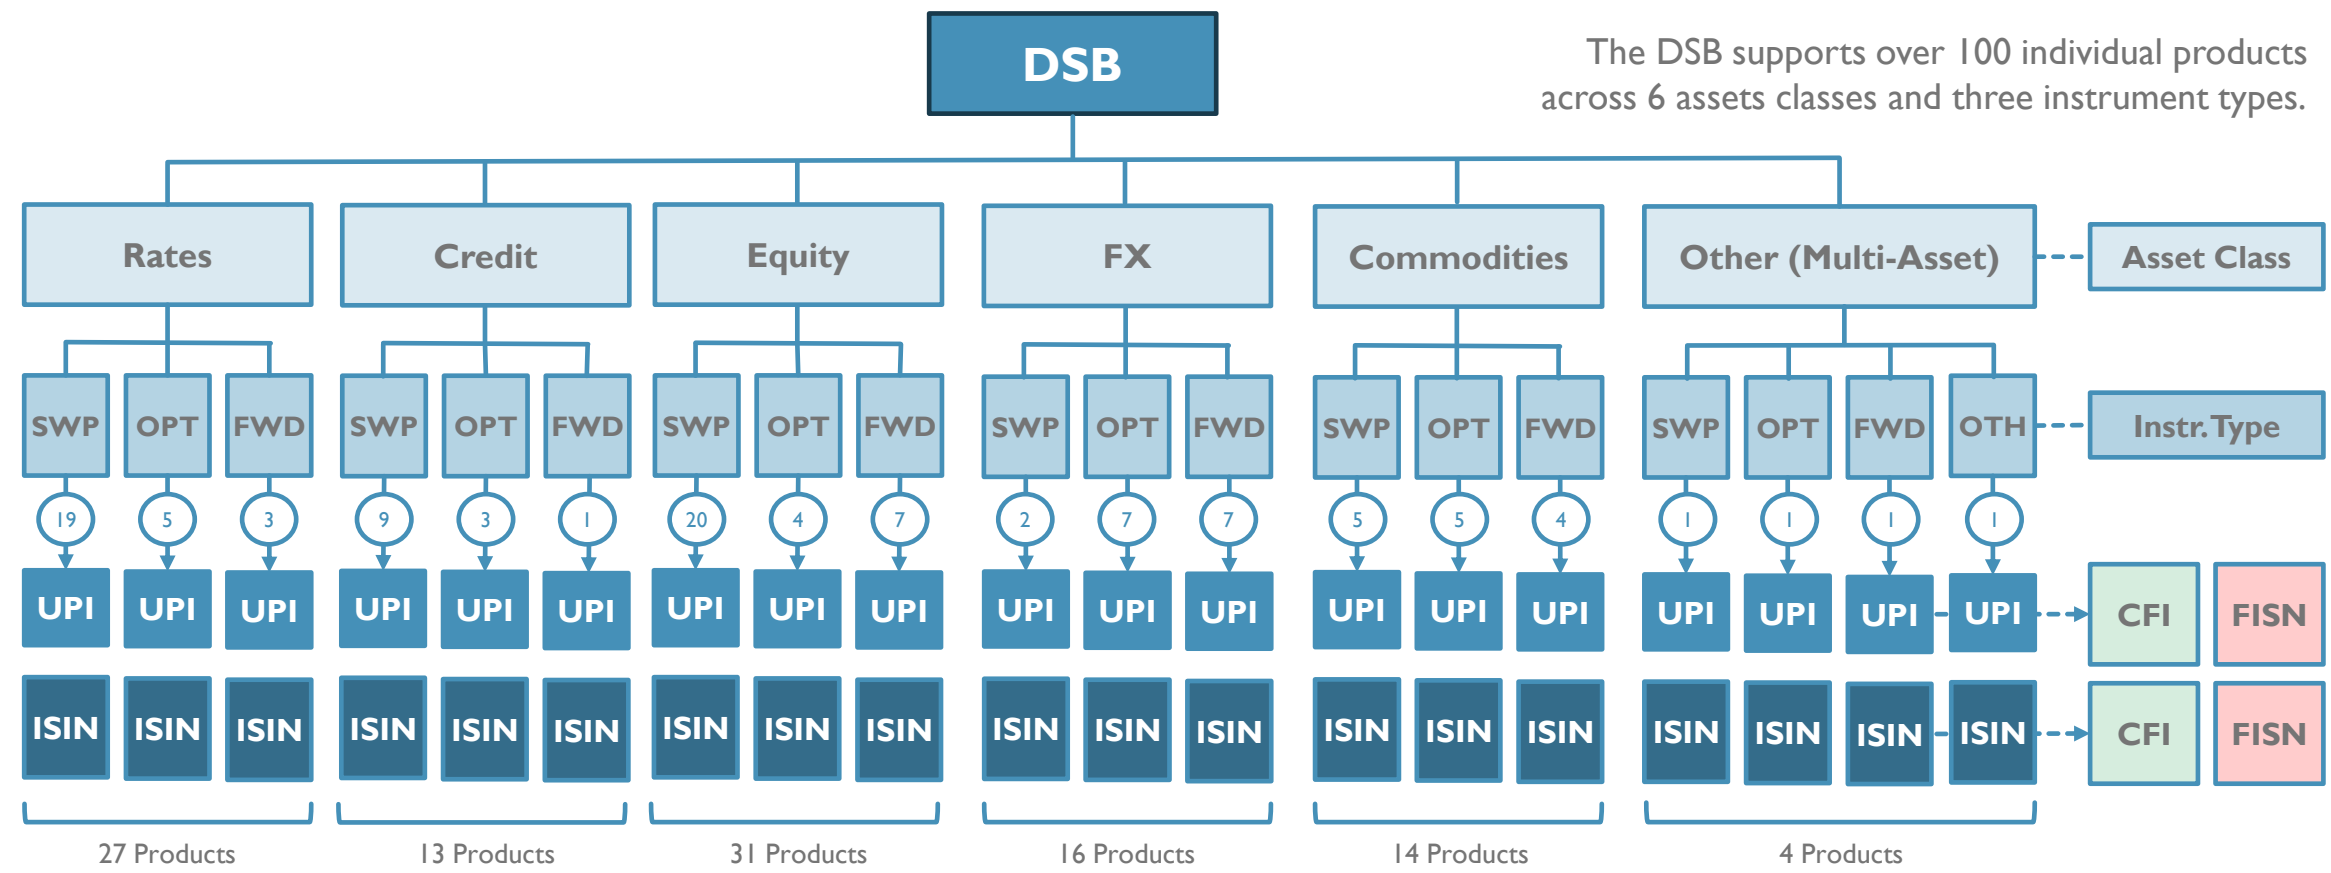 DSB
The DSB supports over 100 individual products
across 6 assets classes and three instrument types.
Rates Credit Equity FX Commodities Other (Multi-Asset) Asset Class
SWP OPT FWD SWP OPT FWD SWP OPT FWD SWP OPT FWD SWP OPT FWD SWP OPT FWD OTH Instr. Type
19 5 3 9 3 1 20 4 7 2 7 7 5 5 4 1 1 1 1
UPI UPI UPI UPI UPI UPI UPI UPI UPI UPI UPI UPI UPI UPI UPI UPI UPI UPI UPI CFI FISN
ISIN ISIN ISIN ISIN ISIN ISIN ISIN ISIN ISIN ISIN ISIN ISIN ISIN ISIN ISIN ISIN ISIN ISIN ISIN CFI FISN
27 Products 13 Products 31 Products 16 Products 14 Products 4 Products